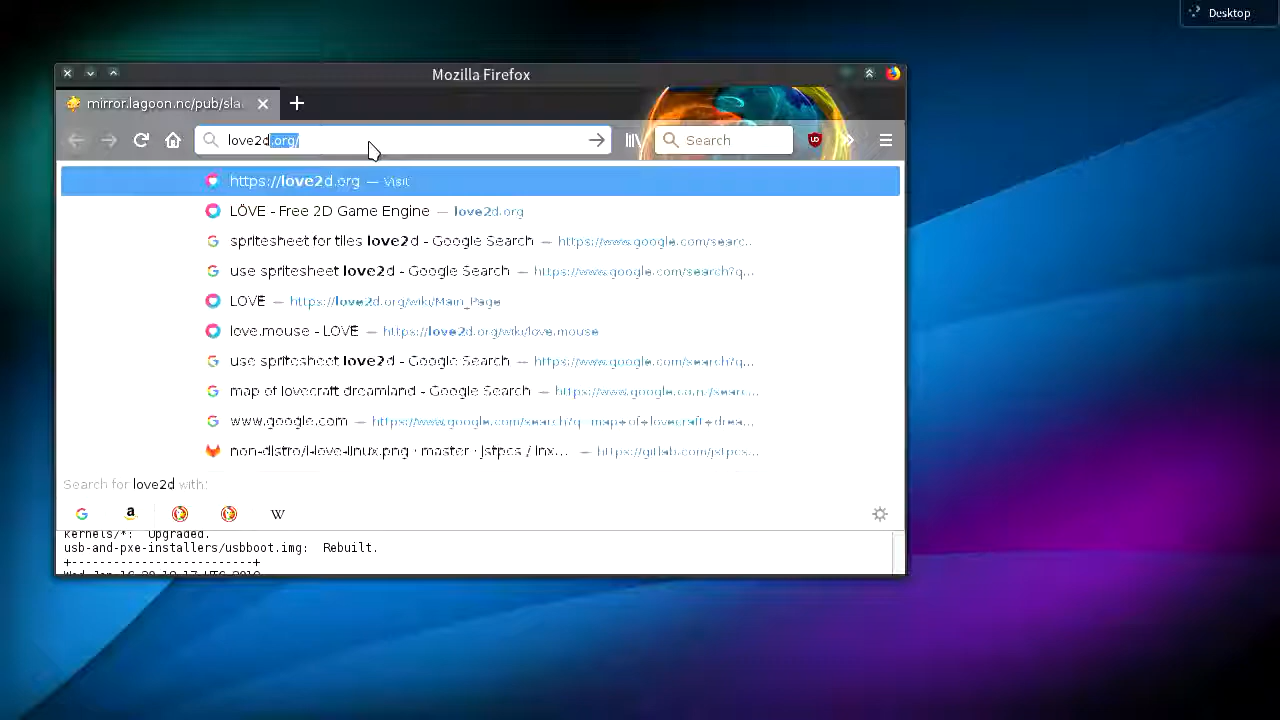 Desktop
Mozilla Firefox
mirror.lagoon.nc/pub/sla
love2d.org/
Search
https://love2d.org — Visit
LÖVE - Free 2D Game Engine — love2d.org
spritesheet for tiles love2d - Google Search — https://www.google.com/searc...
use spritesheet love2d - Google Search — https://www.google.com/search?q...
LOVE — https://love2d.org/wiki/Main_Page
love.mouse - LOVE — https://love2d.org/wiki/love.mouse
use spritesheet love2d - Google Search — https://www.google.com/search?q...
map of lovecraft dreamland - Google Search — https://www.google.com/searc...
www.google.com — https://www.google.com/search?q=map+of+lovecraft+drea...
non-distro/i-love-linux.png · master · jstpcs / lnx... — https://gitlab.com/jstpcs...
Search for love2d with:
kernels/*: Upgraded.
usb-and-pxe-installers/usbboot.img: Rebuilt.
+--------------------------+